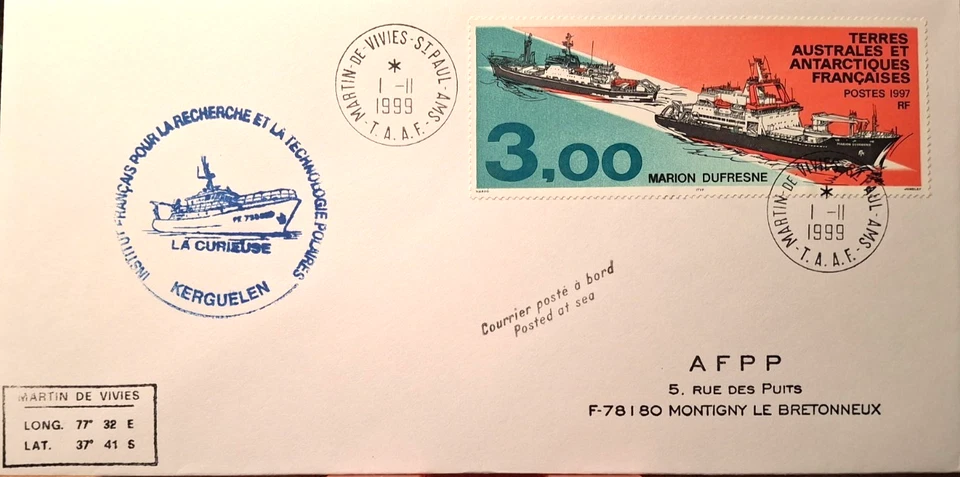 MARTIN-DE-VIVIES-ST PAUL-AMS
*
1 -11
1999
-T.A.A.F.-
TERRES
AUSTRALES ET
ANTARCTIQUES
FRANÇAISES
POSTES 1997
RF
3,00
MARION DUFRESNE
MARTIN-DE-VIVIES-ST PAUL-AMS
*
1 -11
1999
-T.A.A.F.-
INSTITUT FRANÇAIS POUR LA RECHERCHE ET LA TECHNOLOGIE POLAIRES
LA CURIEUSE
KERGUELEN
Courrier posté à bord
Posted at sea
AFPP
5, RUE DES PUITS
F-78180 MONTIGNY LE BRETONNEUX
MARTIN DE VIVIES
LONG. 77° 32 E
LAT. 37° 41 S